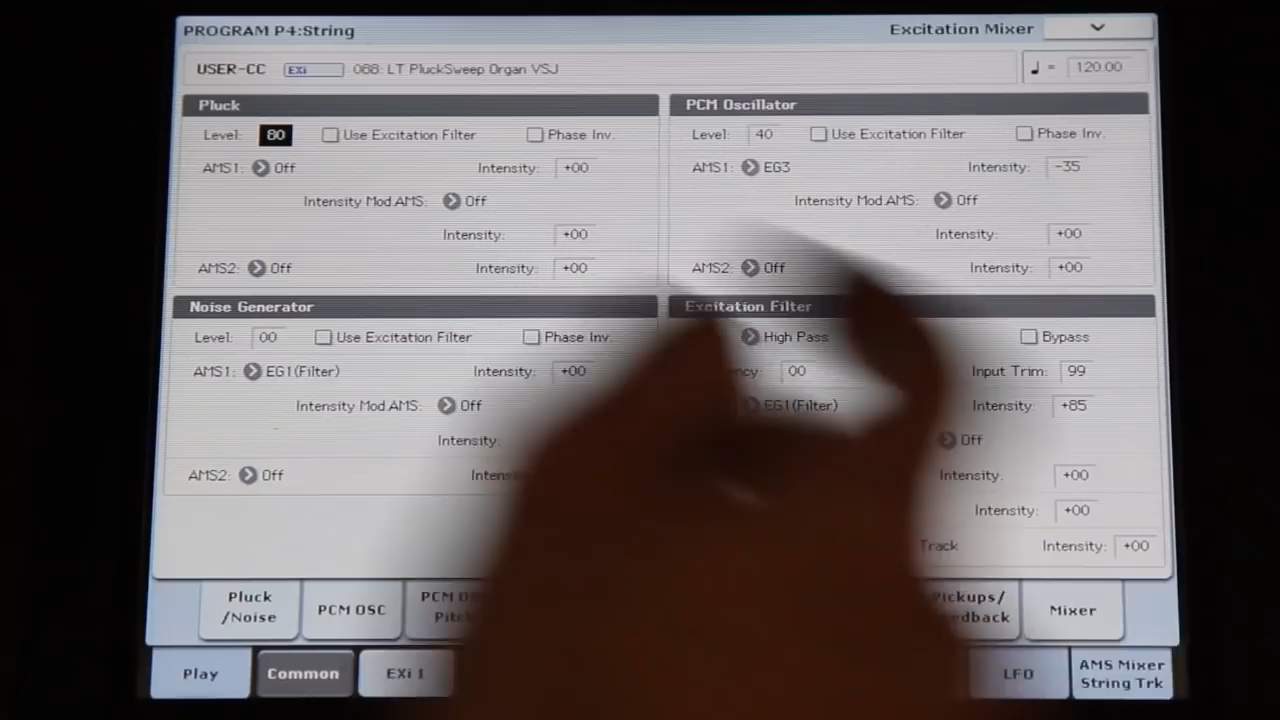 PROGRAM P4:String
Excitation Mixer
USER-CC EXi 088: LT PluckSweep Organ VSJ
♩ = 120.00
Pluck
Level: 80 Use Excitation Filter Phase Inv.
AMS1: Off Intensity: +00
Intensity Mod.AMS: Off
Intensity: +00
AMS2: Off Intensity: +00
PCM Oscillator
Level: 40 Use Excitation Filter Phase Inv.
AMS1: EG3 Intensity: -35
Intensity Mod.AMS: Off
Intensity: +00
AMS2: Off Intensity: +00
Noise Generator
Level: 00 Use Excitation Filter Phase Inv.
AMS1: EG1(Filter) Intensity: +00
Intensity Mod.AMS: Off
Intensity:
AMS2: Off
Excitation Filter
High Pass Bypass
00 Input Trim: 99
EG1(Filter) Intensity: +85
Off
Intensity: +00
Intensity: +00
Track Intensity: +00
Pluck
/Noise
PCM OSC
PCM
Pickups/
Mixer
Play
Common
EXi 1
LFO
AMS Mixer
String Trk